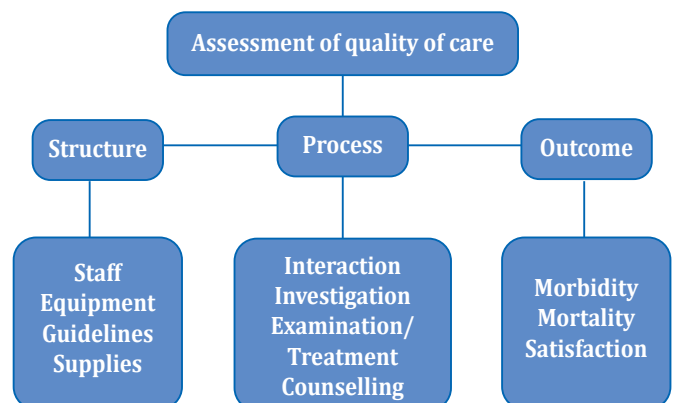 Assessment of quality of care
Structure
Process
Outcome
Staff
Equipment
Guidelines
Supplies
Interaction
Investigation
Examination/
Treatment
Counselling
Morbidity
Mortality
Satisfaction